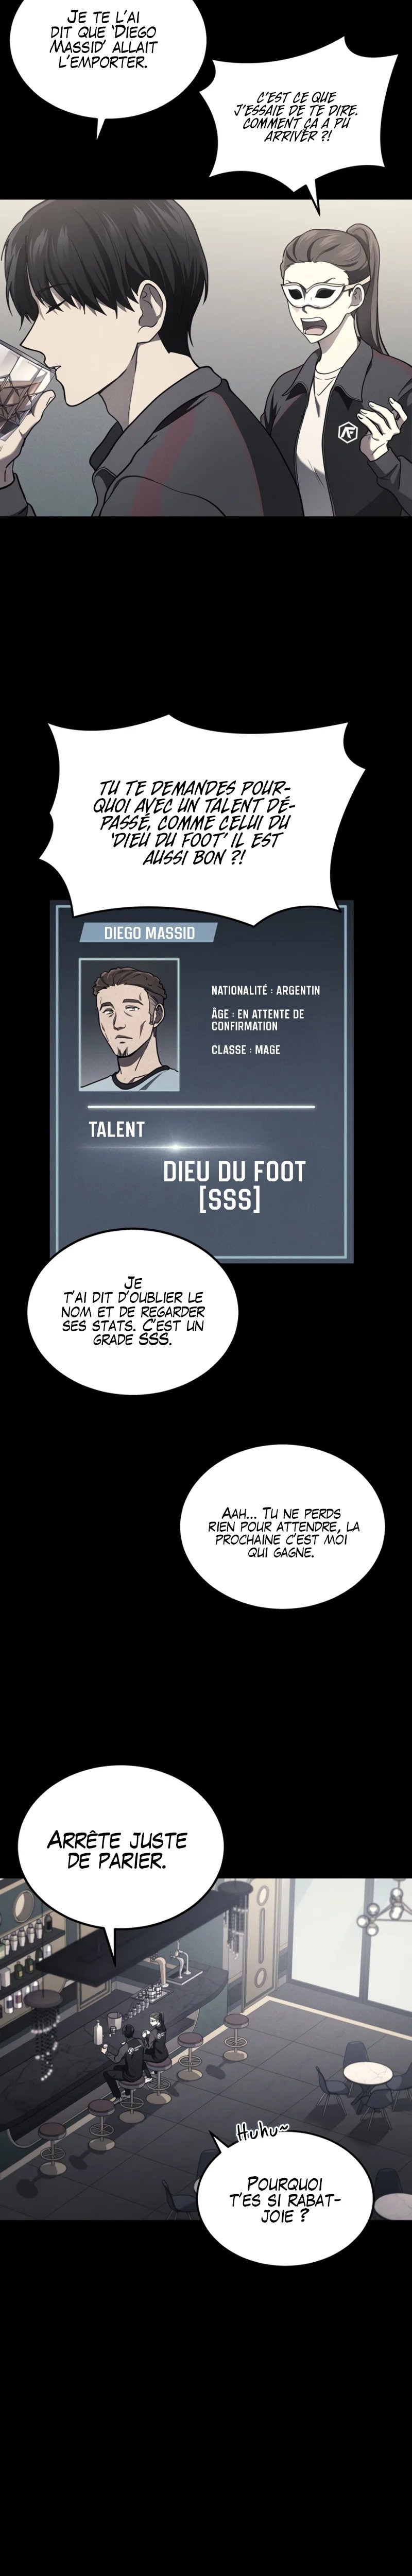 Je te l'ai
dit que 'Diego
Massid' allait
l'emporter.
C'est ce que
j'essaie de te dire.
Comment ça a pu
arriver ?!
AF
Tu te demandes pour-
quoi avec un talent dé-
passé, comme celui du
'Dieu du foot' il est
aussi bon ?!
DIEGO MASSID
NATIONALITÉ : ARGENTIN
ÂGE : EN ATTENTE DE
CONFIRMATION
CLASSE : MAGE
TALENT
DIEU DU FOOT
[SSS]
Je
t'ai dit d'oublier le
nom et de regarder
ses stats. C'est un
grade SSS.
Aah... Tu ne perds
rien pour attendre, la
prochaine c'est moi
qui gagne.
Arrête juste
de parier.
Huhu~
Pourquoi
t'es si rabat-
joie ?